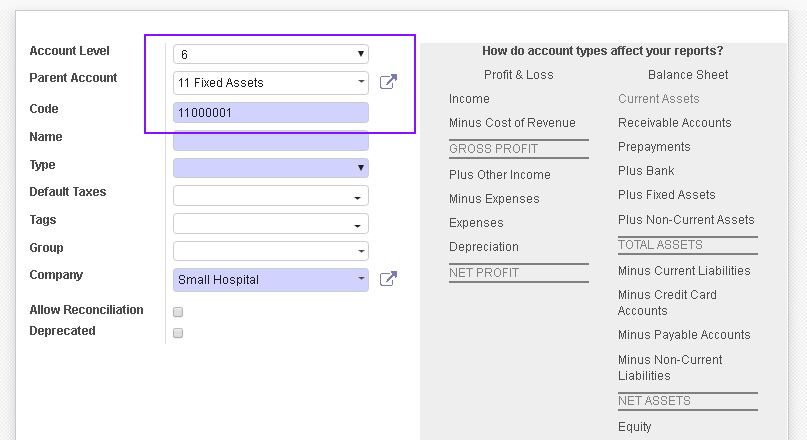 Account Level
6
Parent Account
11 Fixed Assets
Code
11000001
Name
Type
Default Taxes
Tags
Group
Company
Small Hospital
Allow Reconciliation
Deprecated
How do account types affect your reports?
Profit & Loss
Income
Minus Cost of Revenue
GROSS PROFIT
Plus Other Income
Minus Expenses
Expenses
Depreciation
NET PROFIT
Balance Sheet
Current Assets
Receivable Accounts
Prepayments
Plus Bank
Plus Fixed Assets
Plus Non-Current Assets
TOTAL ASSETS
Minus Current Liabilities
Minus Credit Card
Accounts
Minus Payable Accounts
Minus Non-Current
Liabilities
NET ASSETS
Equity